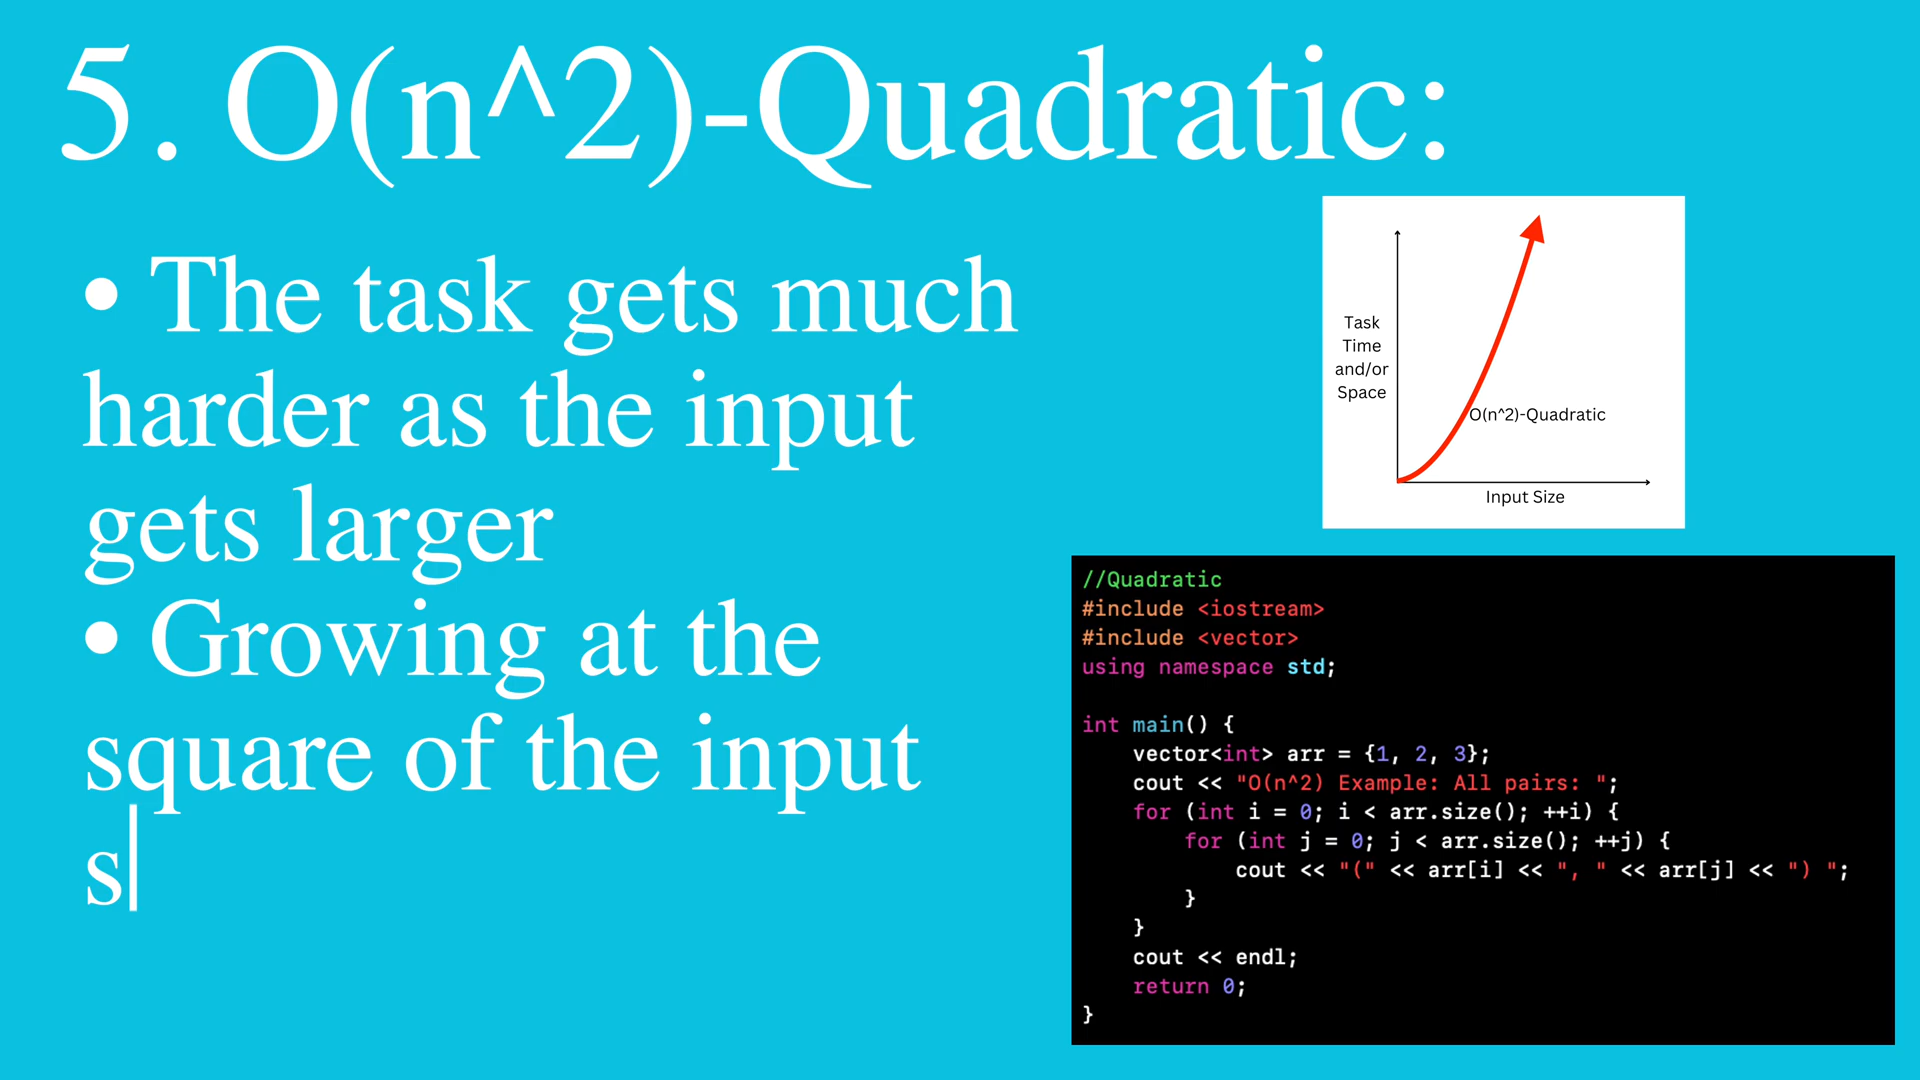 5. O(n^2)-Quadratic:
• The task gets much
harder as the input
gets larger
• Growing at the
square of the input
s
Task
Time
and/or
Space
O(n^2)-Quadratic
Input Size
//Quadratic
#include <iostream>
#include <vector>
using namespace std;
int main() {
    vector<int> arr = {1, 2, 3};
    cout << "O(n^2) Example: All pairs: ";
    for (int i = 0; i < arr.size(); ++i) {
        for (int j = 0; j < arr.size(); ++j) {
            cout << "(" << arr[i] << ", " << arr[j] << ") ";
        }
    }
    cout << endl;
    return 0;
}